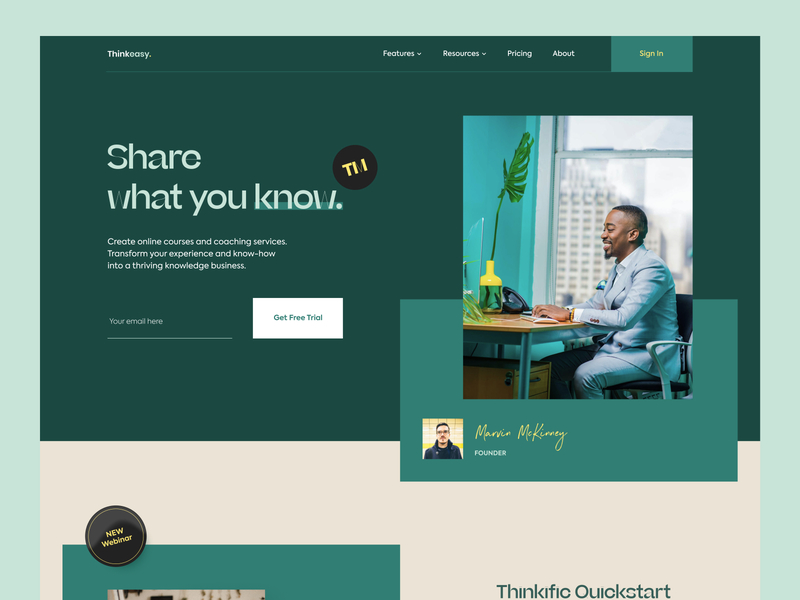 Thinkeasy.
Features
Resources
Pricing
About
Sign In
Share
what you know.
Create online courses and coaching services.
Transform your experience and know-how
into a thriving knowledge business.
Your email here
Get Free Trial
Marvin McKinney
FOUNDER
NEW
Webinar
Thinkific Quickstart